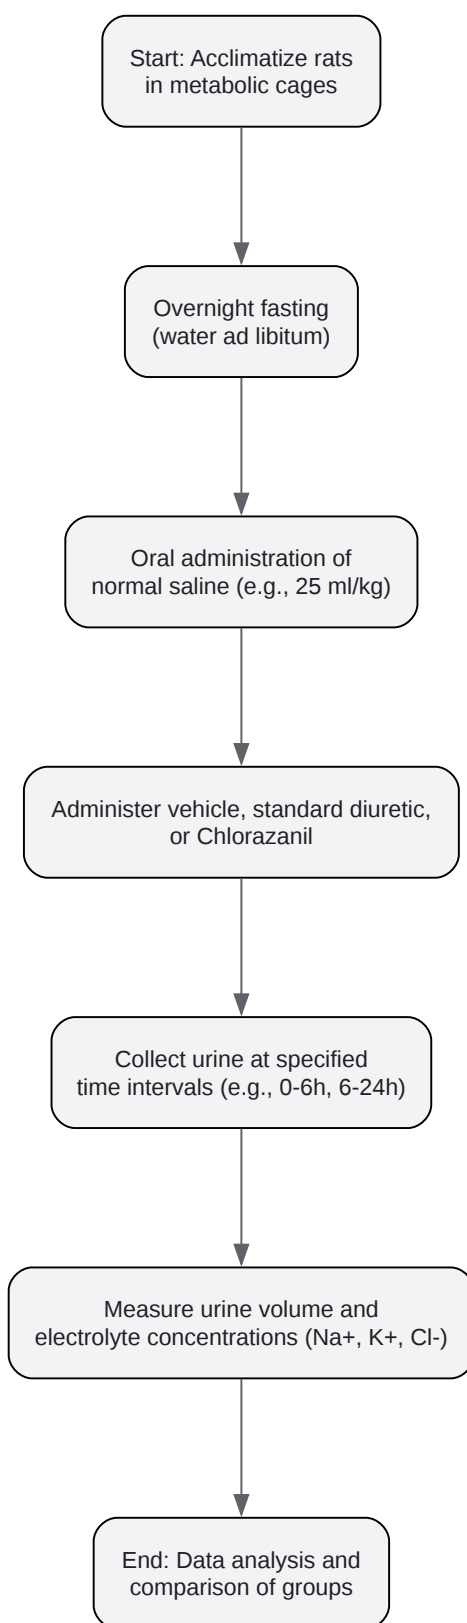 Start: Acclimatize rats
in metabolic cages
Overnight fasting
(water ad libitum)
Oral administration of
normal saline (e.g., 25 ml/kg)
Administer vehicle, standard diuretic,
or Chlorazanil
Collect urine at specified
time intervals (e.g., 0-6h, 6-24h)
Measure urine volume and
electrolyte concentrations (Na+, K+, Cl-)
End: Data analysis and
comparison of groups